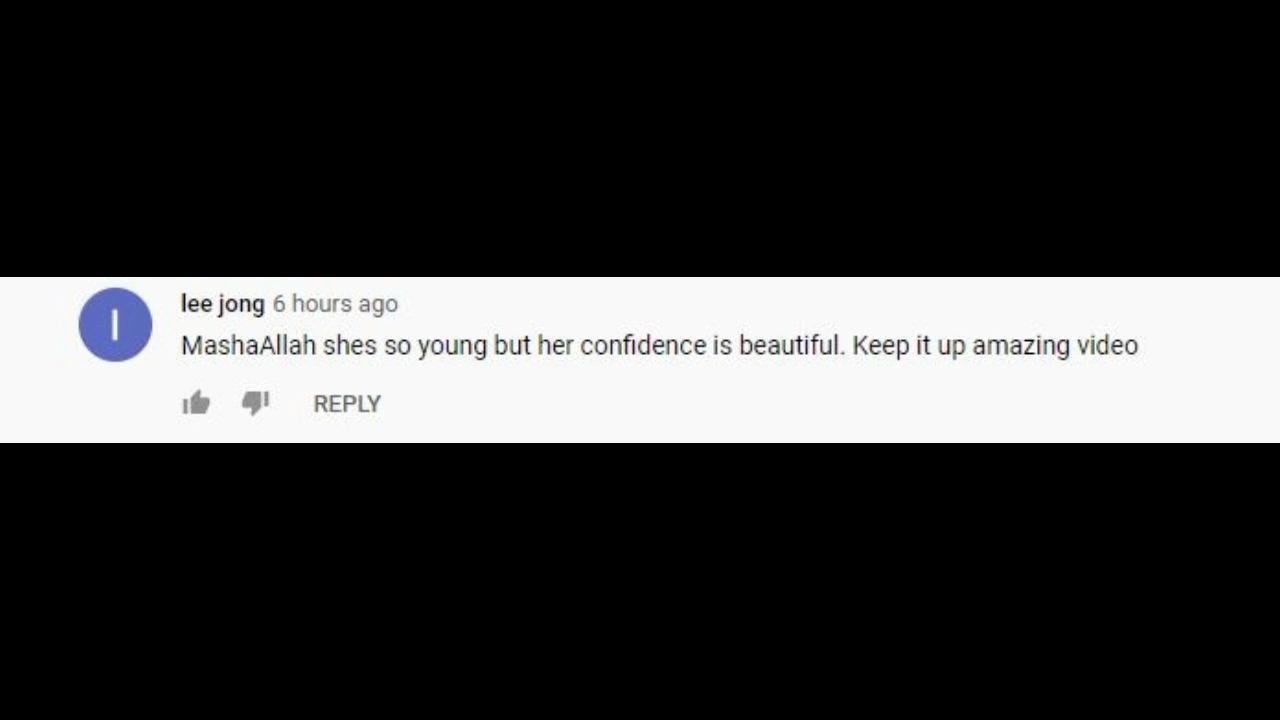 l
lee jong 6 hours ago
MashaAllah shes so young but her confidence is beautiful. Keep it up amazing video
REPLY